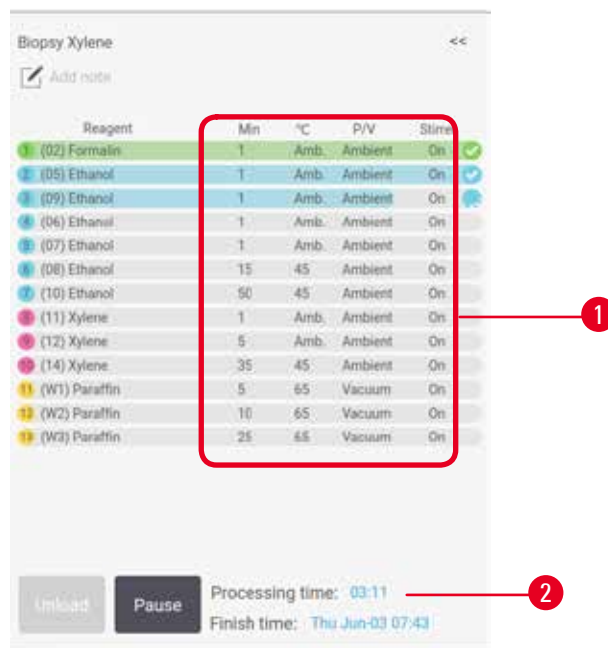 Biopsy Xylene <<
Add note
Reagent Min °C P/V Stirrer
1 (02) Formalin 1 Amb. Ambient On
2 (05) Ethanol 1 Amb. Ambient On
3 (09) Ethanol 1 Amb. Ambient On
4 (06) Ethanol 1 Amb. Ambient On
5 (07) Ethanol 1 Amb. Ambient On
6 (08) Ethanol 15 45 Ambient On
7 (10) Ethanol 50 45 Ambient On
8 (11) Xylene 1 Amb. Ambient On
9 (12) Xylene 5 Amb. Ambient On
10 (14) Xylene 35 45 Ambient On
11 (W1) Paraffin 5 65 Vacuum On
12 (W2) Paraffin 10 65 Vacuum On
13 (W3) Paraffin 25 65 Vacuum On
1
Unload Pause
Processing time: 03:11
2
Finish time: Thu Jun-03 07:43